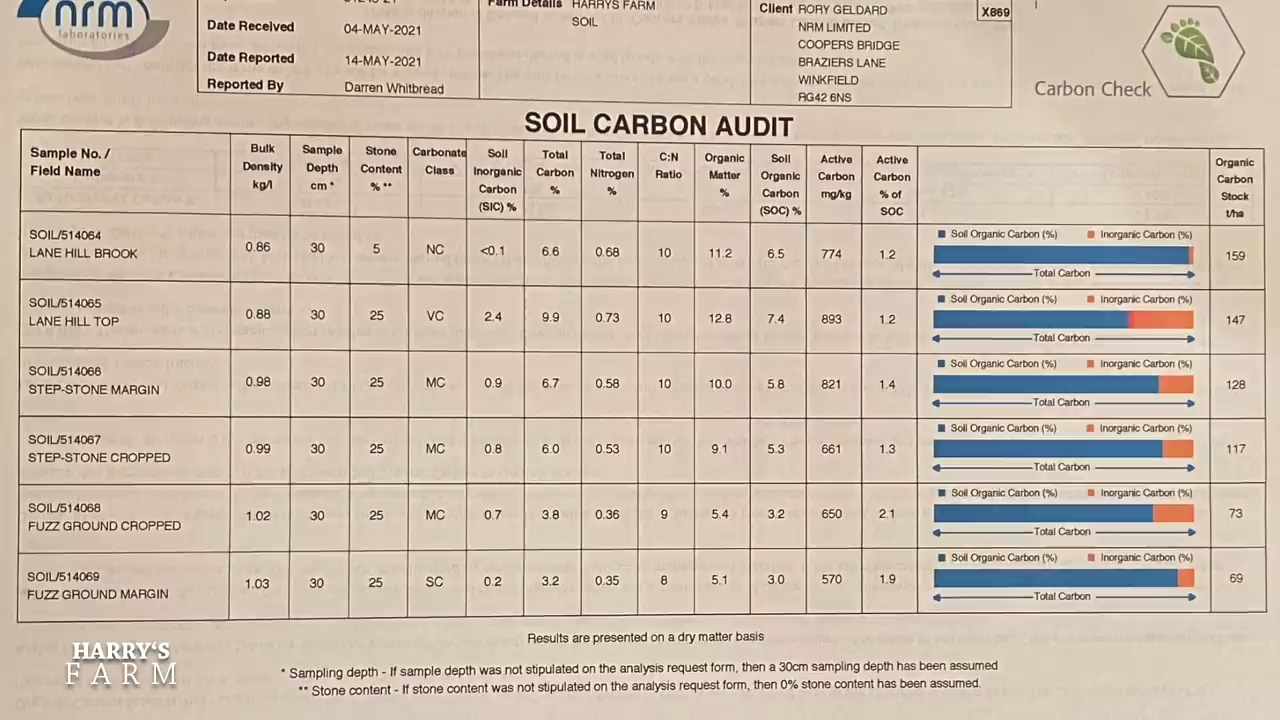 nrm
laboratories
Date Received 04-MAY-2021
Date Reported 14-MAY-2021
Reported By Darren Whitbread
Farm Details HARRYS FARM
SOIL
Client RORY GELDARD
NRM LIMITED
COOPERS BRIDGE
BRAZIERS LANE
WINKFIELD
RG42 6NS
X869
Carbon Check
SOIL CARBON AUDIT
Sample No. / Field Name Bulk Density kg/l Sample Depth cm * Stone Content % ** Carbonate Class Soil Inorganic Carbon (SIC) % Total Carbon % Total Nitrogen % C:N Ratio Organic Matter % Soil Organic Carbon (SOC) % Active Carbon mg/kg Active Carbon % of SOC Organic Carbon Stock t/ha
SOIL/514064
LANE HILL BROOK 0.86 30 5 NC <0.1 6.6 0.68 10 11.2 6.5 774 1.2 159
Soil Organic Carbon (%) Inorganic Carbon (%)
Total Carbon
SOIL/514065
LANE HILL TOP 0.88 30 25 VC 2.4 9.9 0.73 10 12.8 7.4 893 1.2 147
Soil Organic Carbon (%) Inorganic Carbon (%)
Total Carbon
SOIL/514066
STEP-STONE MARGIN 0.98 30 25 MC 0.9 6.7 0.58 10 10.0 5.8 821 1.4 128
Soil Organic Carbon (%) Inorganic Carbon (%)
Total Carbon
SOIL/514067
STEP-STONE CROPPED 0.99 30 25 MC 0.8 6.0 0.53 10 9.1 5.3 661 1.3 117
Soil Organic Carbon (%) Inorganic Carbon (%)
Total Carbon
SOIL/514068
FUZZ GROUND CROPPED 1.02 30 25 MC 0.7 3.8 0.36 9 5.4 3.2 650 2.1 73
Soil Organic Carbon (%) Inorganic Carbon (%)
Total Carbon
SOIL/514069
FUZZ GROUND MARGIN 1.03 30 25 SC 0.2 3.2 0.35 8 5.1 3.0 570 1.9 69
Soil Organic Carbon (%) Inorganic Carbon (%)
Total Carbon
Results are presented on a dry matter basis
* Sampling depth - If sample depth was not stipulated on the analysis request form, then a 30cm sampling depth has been assumed
** Stone content - If stone content was not stipulated on the analysis request form, then 0% stone content has been assumed.
HARRY'S
FARM